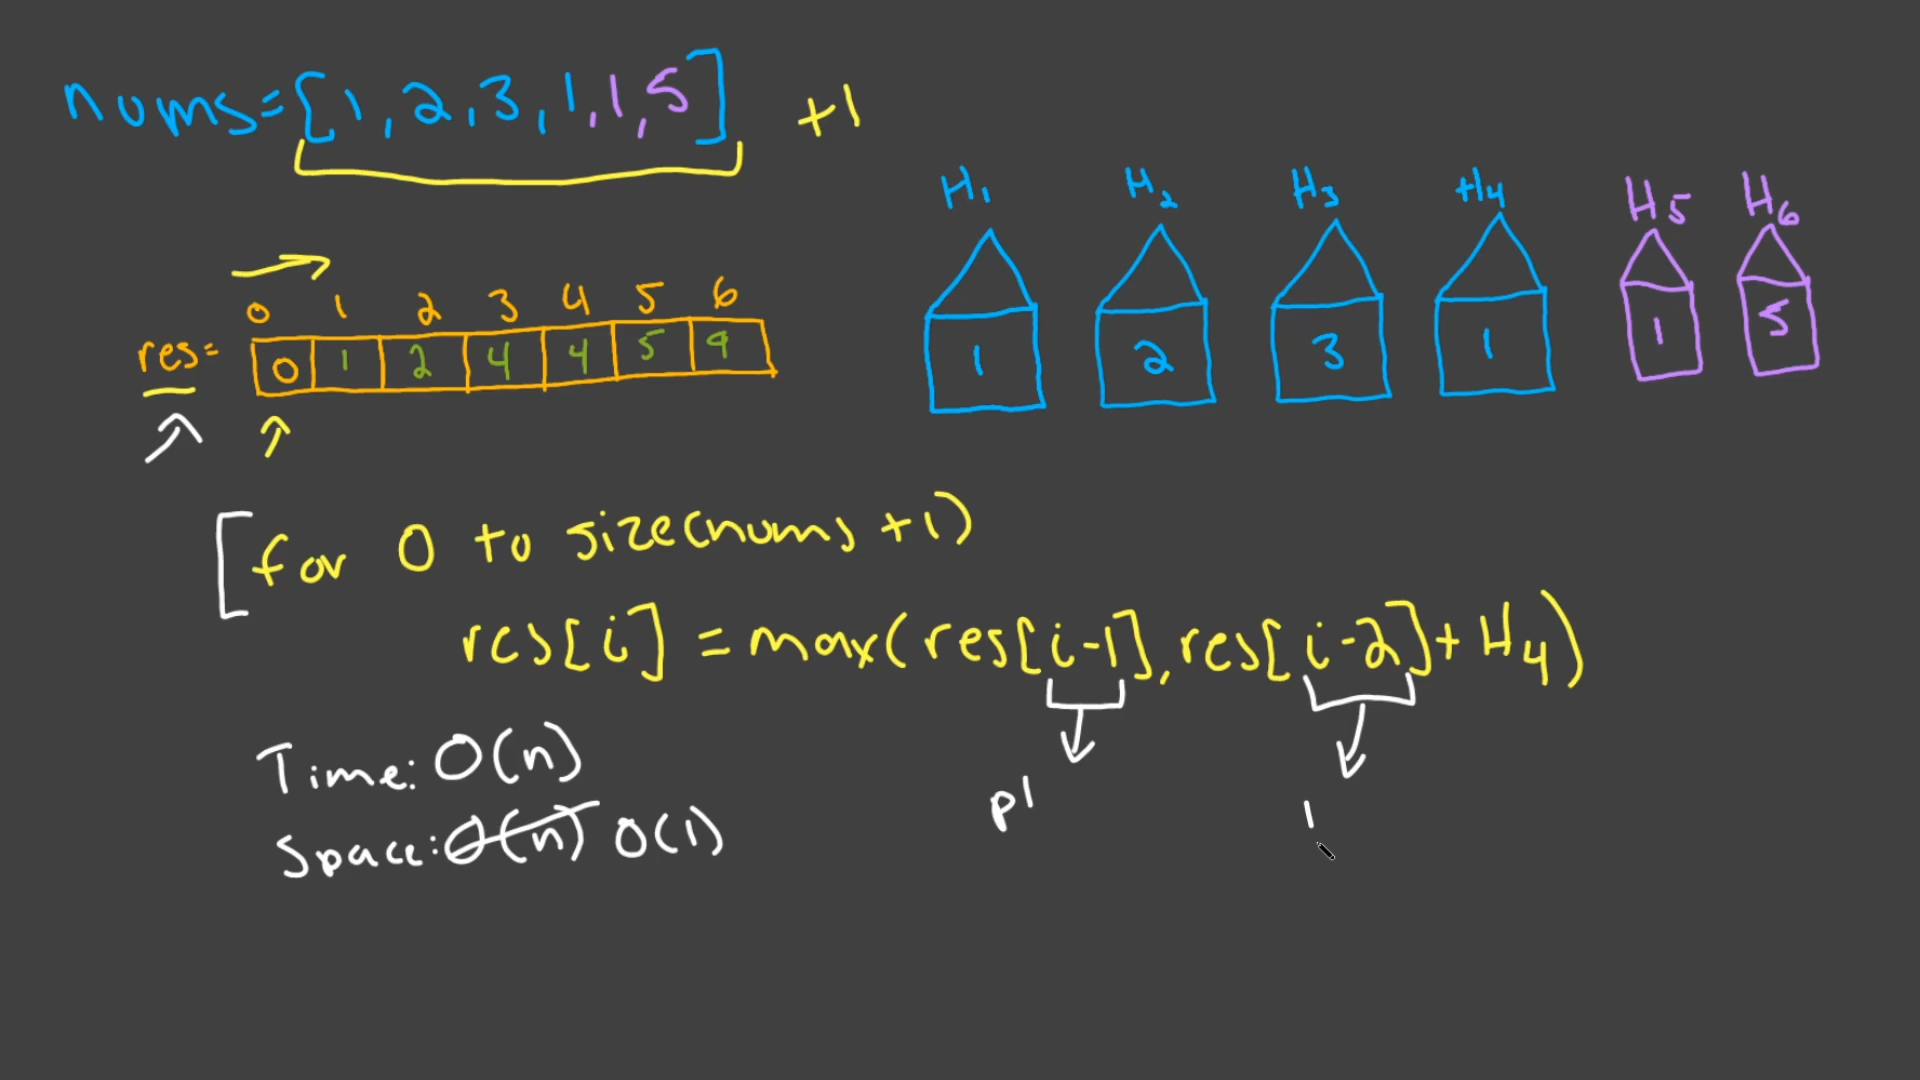 nums=[1,2,3,1,1,5] +1
H1 H2 H3 H4 H5 H6
1 2 3 1 1 5
0 1 2 3 4 5 6
res= 0 1 2 4 4 5 9
for 0 to size(nums +1)
res[i] = max(res[i-1], res[i-2]+H4)
Time: O(n)
Space: O(n) O(1)
p1